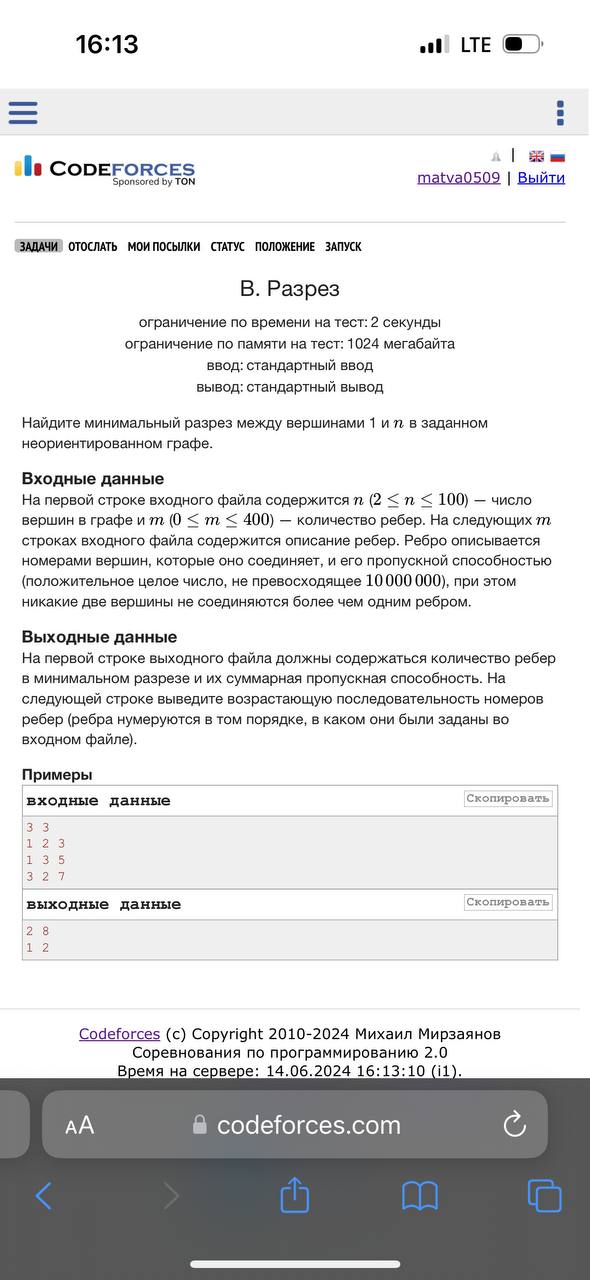 16:13
LTE
CODEFORCES
Sponsored by TON
|
matva0509 | Выйти
ЗАДАЧИ ОТОСЛАТЬ МОИ ПОСЫЛКИ СТАТУС ПОЛОЖЕНИЕ ЗАПУСК
B. Разрез
ограничение по времени на тест: 2 секунды
ограничение по памяти на тест: 1024 мегабайта
ввод: стандартный ввод
вывод: стандартный вывод
Найдите минимальный разрез между вершинами 1 и n в заданном
неориентированном графе.
Входные данные
На первой строке входного файла содержится n (2 ≤ n ≤ 100) — число
вершин в графе и m (0 ≤ m ≤ 400) — количество ребер. На следующих m
строках входного файла содержится описание ребер. Ребро описывается
номерами вершин, которые оно соединяет, и его пропускной способностью
(положительное целое число, не превосходящее 10 000 000), при этом
никакие две вершины не соединяются более чем одним ребром.
Выходные данные
На первой строке выходного файла должны содержаться количество ребер
в минимальном разрезе и их суммарная пропускная способность. На
следующей строке выведите возрастающую последовательность номеров
ребер (ребра нумеруются в том порядке, в каком они были заданы во
входном файле).
Примеры
входные данные
Скопировать
3 3
1 2 3
1 3 5
3 2 7
выходные данные
Скопировать
2 8
1 2
Codeforces (c) Copyright 2010-2024 Михаил Мирзаянов
Соревнования по программированию 2.0
Время на сервере: 14.06.2024 16:13:10 (i1).
AA
codeforces.com